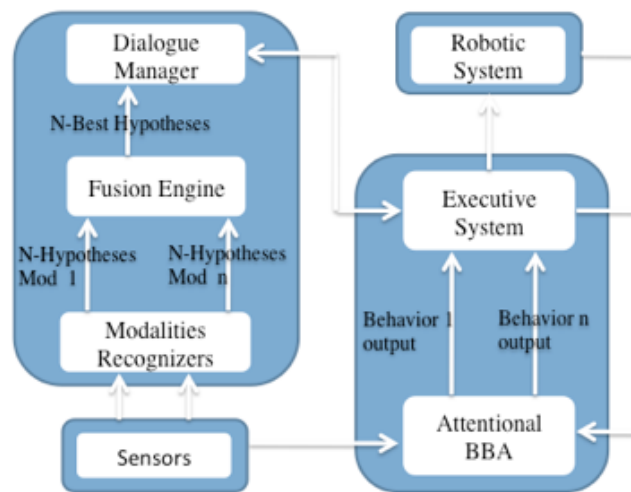 Dialogue
Manager
N-Best Hypotheses
Fusion Engine
N-Hypotheses
Mod 1
N-Hypotheses
Mod n
Modalities
Recognizers
Sensors
Robotic
System
Executive
System
Behavior 1
output
Behavior n
output
Attentional
BBA